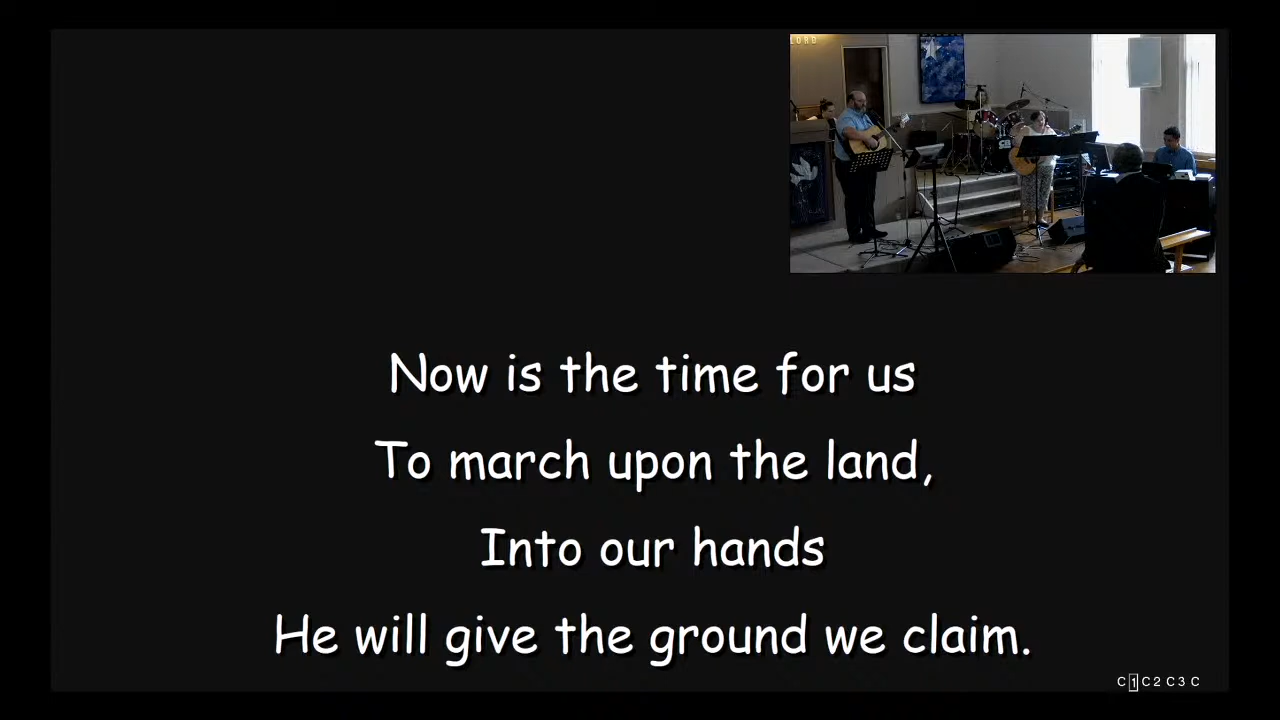 LORD
Now is the time for us
To march upon the land,
Into our hands
He will give the ground we claim.
C 1 C 2 C 3 C